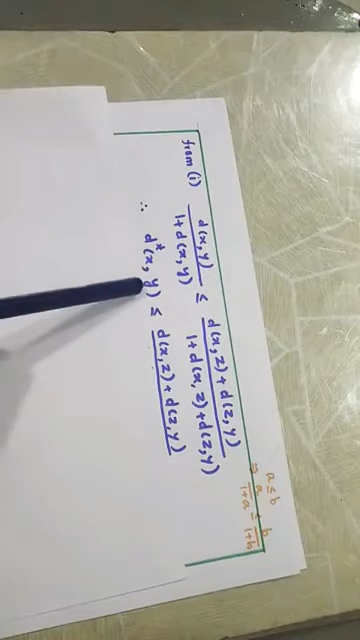 a ≤ b
⇒ a/(1+a) ≤ b/(1+b)
from (i) d(x,y)/(1+d(x,y)) ≤ (d(x,z)+d(z,y))/(1+d(x,z)+d(z,y))
∴ d*(x,y) ≤ d(x,z)+d(z,y)